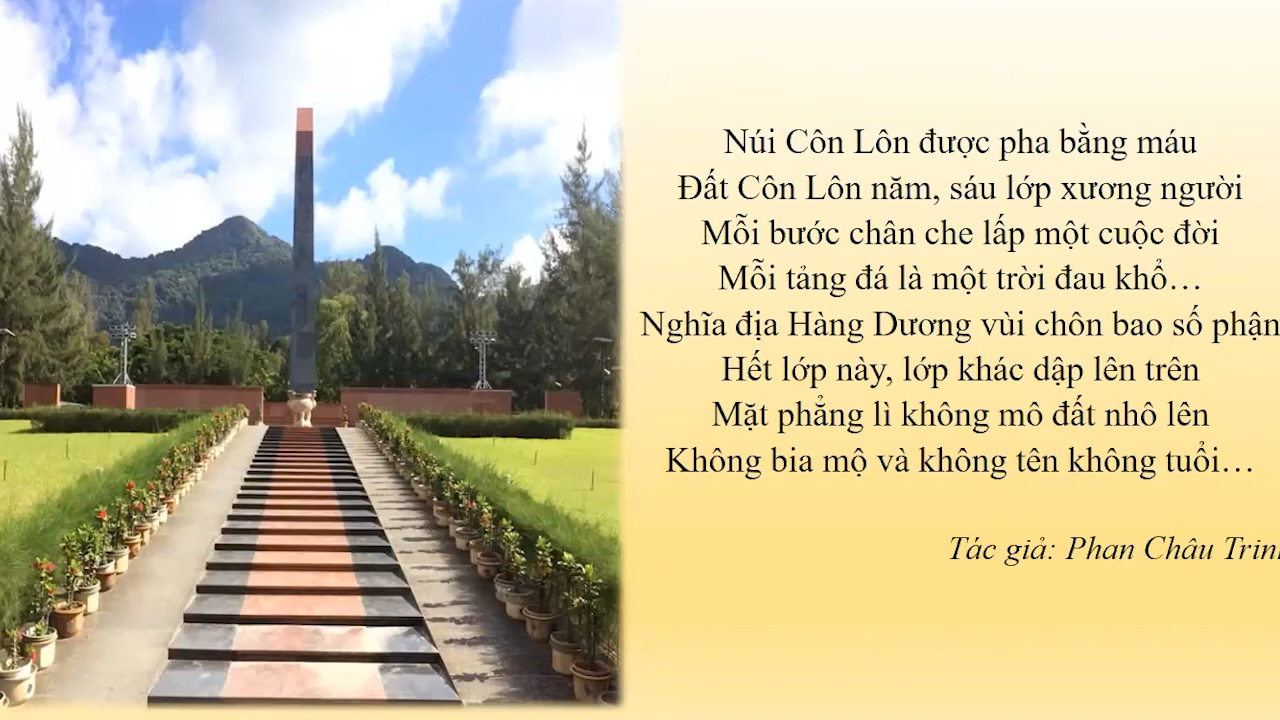 Núi Côn Lôn được pha bằng máu
Đất Côn Lôn năm, sáu lớp xương người
Mỗi bước chân che lấp một cuộc đời
Mỗi tảng đá là một trời đau khổ…
Nghĩa địa Hàng Dương vùi chôn bao số phận
Hết lớp này, lớp khác dập lên trên
Mặt phẳng lì không mô đất nhô lên
Không bia mộ và không tên không tuổi…
Tác giả: Phan Châu Trinh